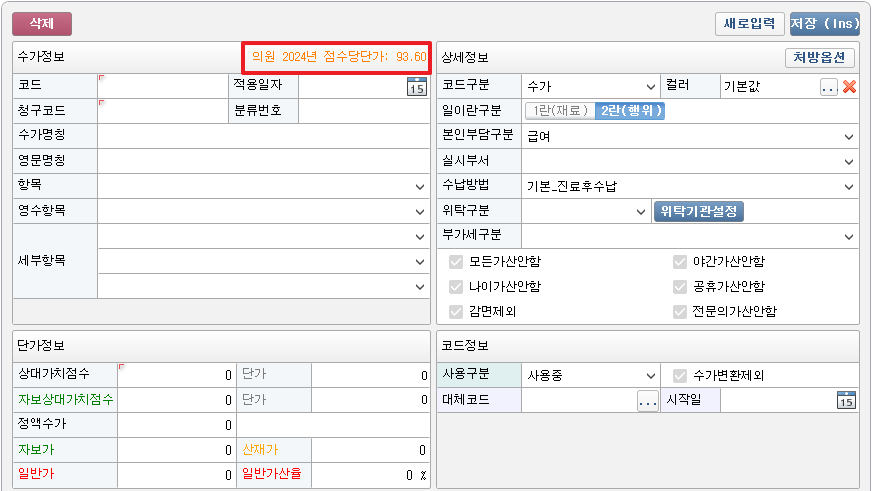 삭제
새로입력
저장 (Ins)
수가정보
의원 2024년 점수당단가: 93.60
코드
적용일자
15
청구코드
분류번호
수가명칭
영문명칭
항목
영수항목
세부항목
상세정보
처방옵션
코드구분
수가
컬러
기본값
...
일이란구분
1란(재료)
2란(행위)
본인부담구분
급여
실시부서
수납방법
기본_진료후수납
위탁구분
위탁기관설정
부가세구분
모든가산안함
야간가산안함
나이가산안함
공휴가산안함
감면제외
전문의가산안함
단가정보
상대가치점수
0
단가
0
자보상대가치점수
0
단가
0
정액수가
0
자보가
0
산재가
0
일반가
0
일반가산율
0 %
코드정보
사용구분
사용중
수가변환제외
대체코드
...
시작일
15